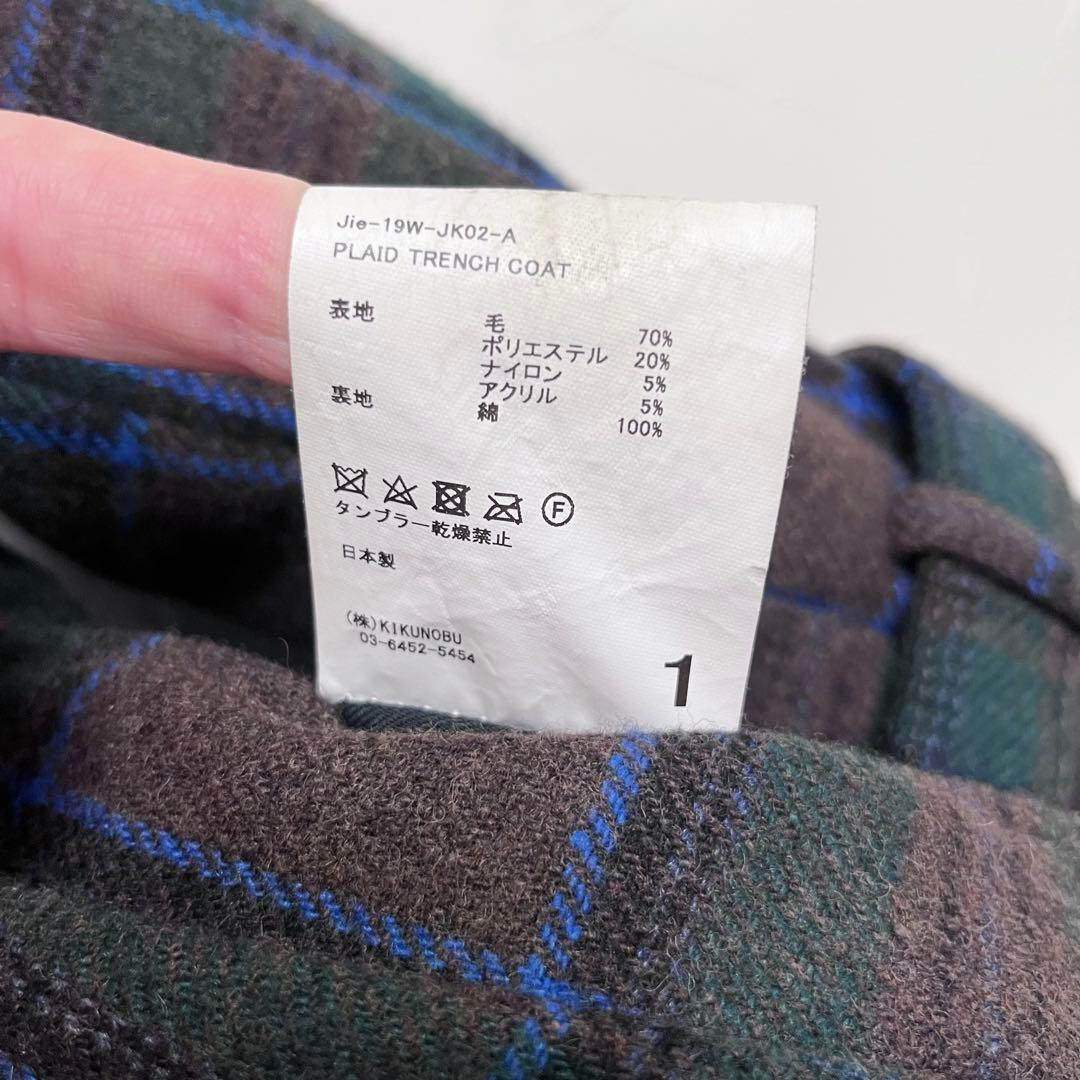 Jie-19W-JK02-A
PLAID TRENCH COAT
表地 毛 70%
ポリエステル 20%
ナイロン 5%
アクリル 5%
裏地 綿 100%
F
タンブラー乾燥禁止
日本製
(株)KIKUNOBU
03-6452-5454
1